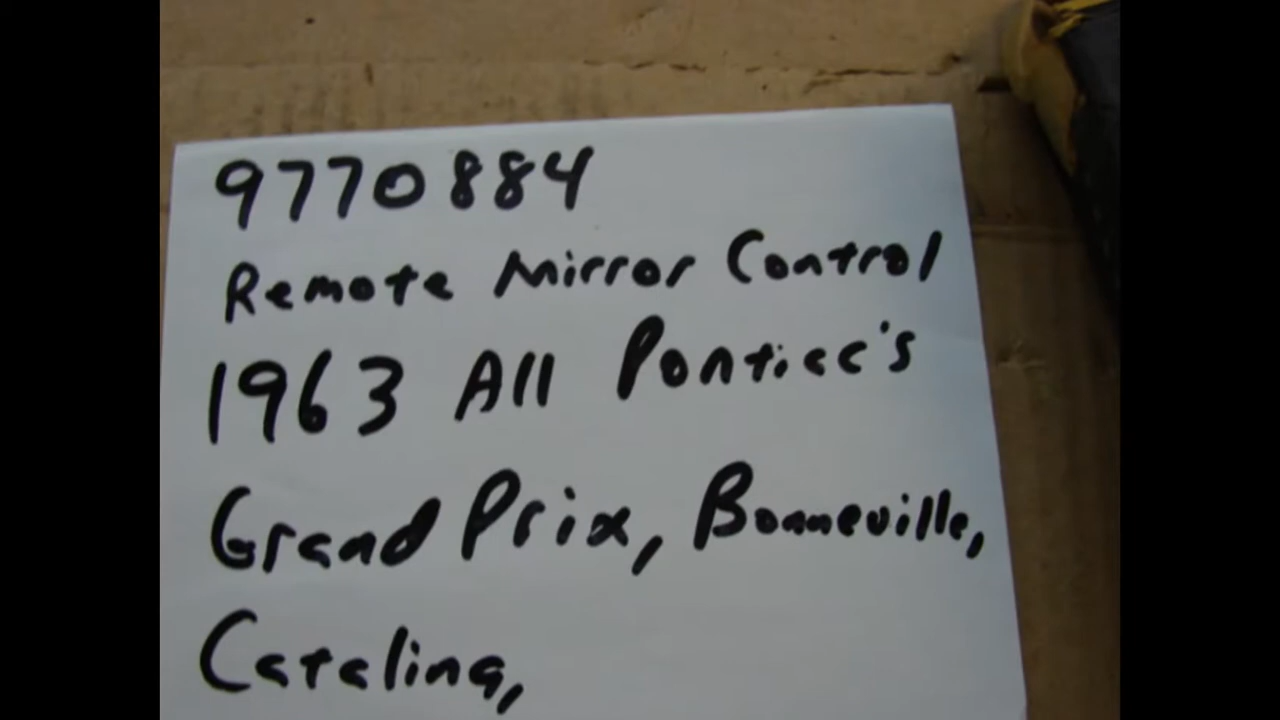 9770884
Remote Mirror Control
1963 All Pontiac's
Grand Prix, Bonneville,
Catalina,